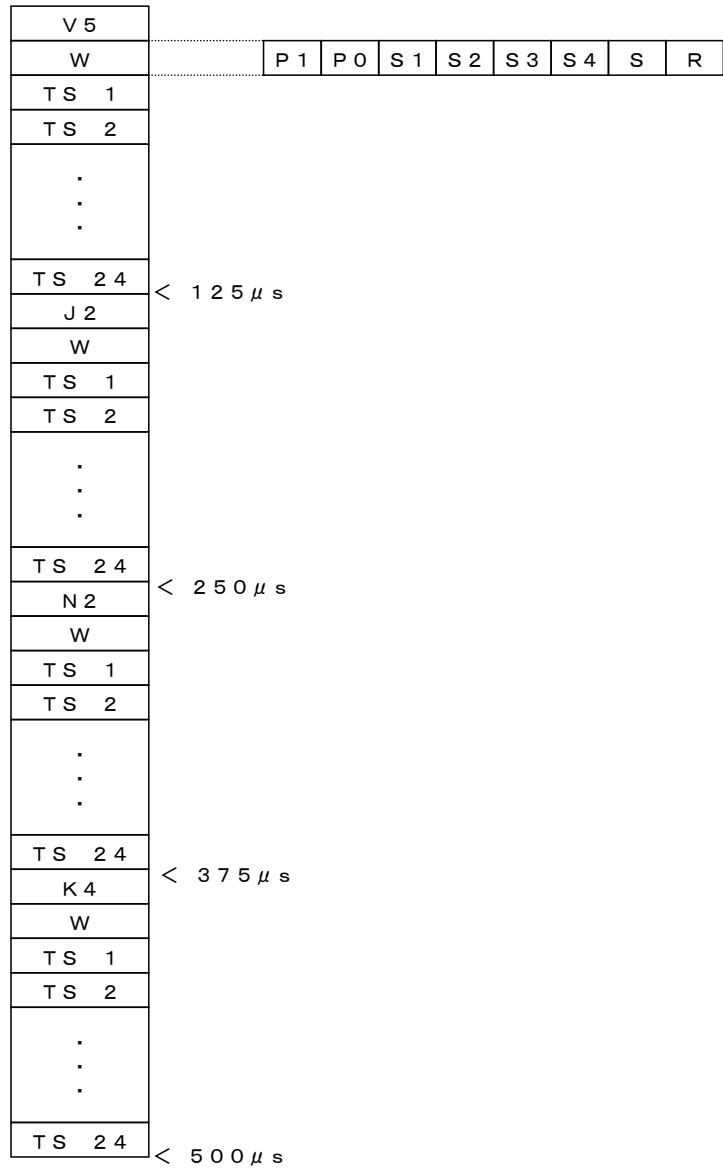 V5
W
P1 P0 S1 S2 S3 S4 S R
TS 1
TS 2
.
.
.
TS 24
< 125μs
J2
W
TS 1
TS 2
.
.
.
TS 24
< 250μs
N2
W
TS 1
TS 2
.
.
.
TS 24
< 375μs
K4
W
TS 1
TS 2
.
.
.
TS 24
< 500μs